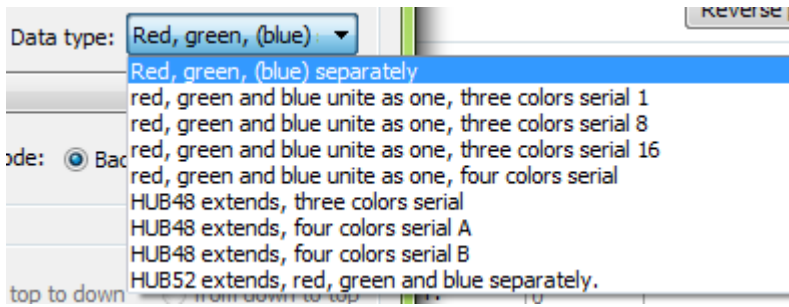 Reverse
Data type: Red, green, (blue)
Red, green, (blue) separately
red, green and blue unite as one, three colors serial 1
red, green and blue unite as one, three colors serial 8
red, green and blue unite as one, three colors serial 16
red, green and blue unite as one, four colors serial
HUB48 extends, three colors serial
HUB48 extends, four colors serial A
HUB48 extends, four colors serial B
HUB52 extends, red, green and blue separately.
top to down from down to top